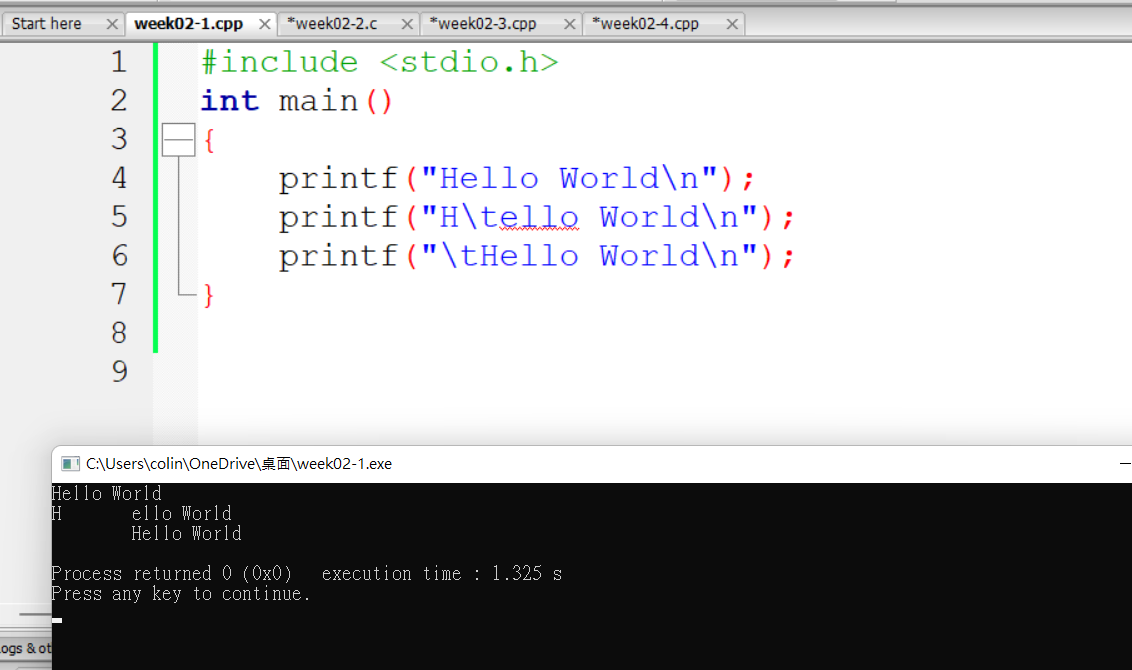 Start here week02-1.cpp *week02-2.c *week02-3.cpp *week02-4.cpp
1 #include <stdio.h>
2 int main()
3 {
4     printf("Hello World\n");
5     printf("H\tello World\n");
6     printf("\tHello World\n");
7 }
8
9
C:\Users\colin\OneDrive\桌面\week02-1.exe
Hello World
H       ello World
        Hello World
Process returned 0 (0x0)   execution time : 1.325 s
Press any key to continue.
ogs & ot